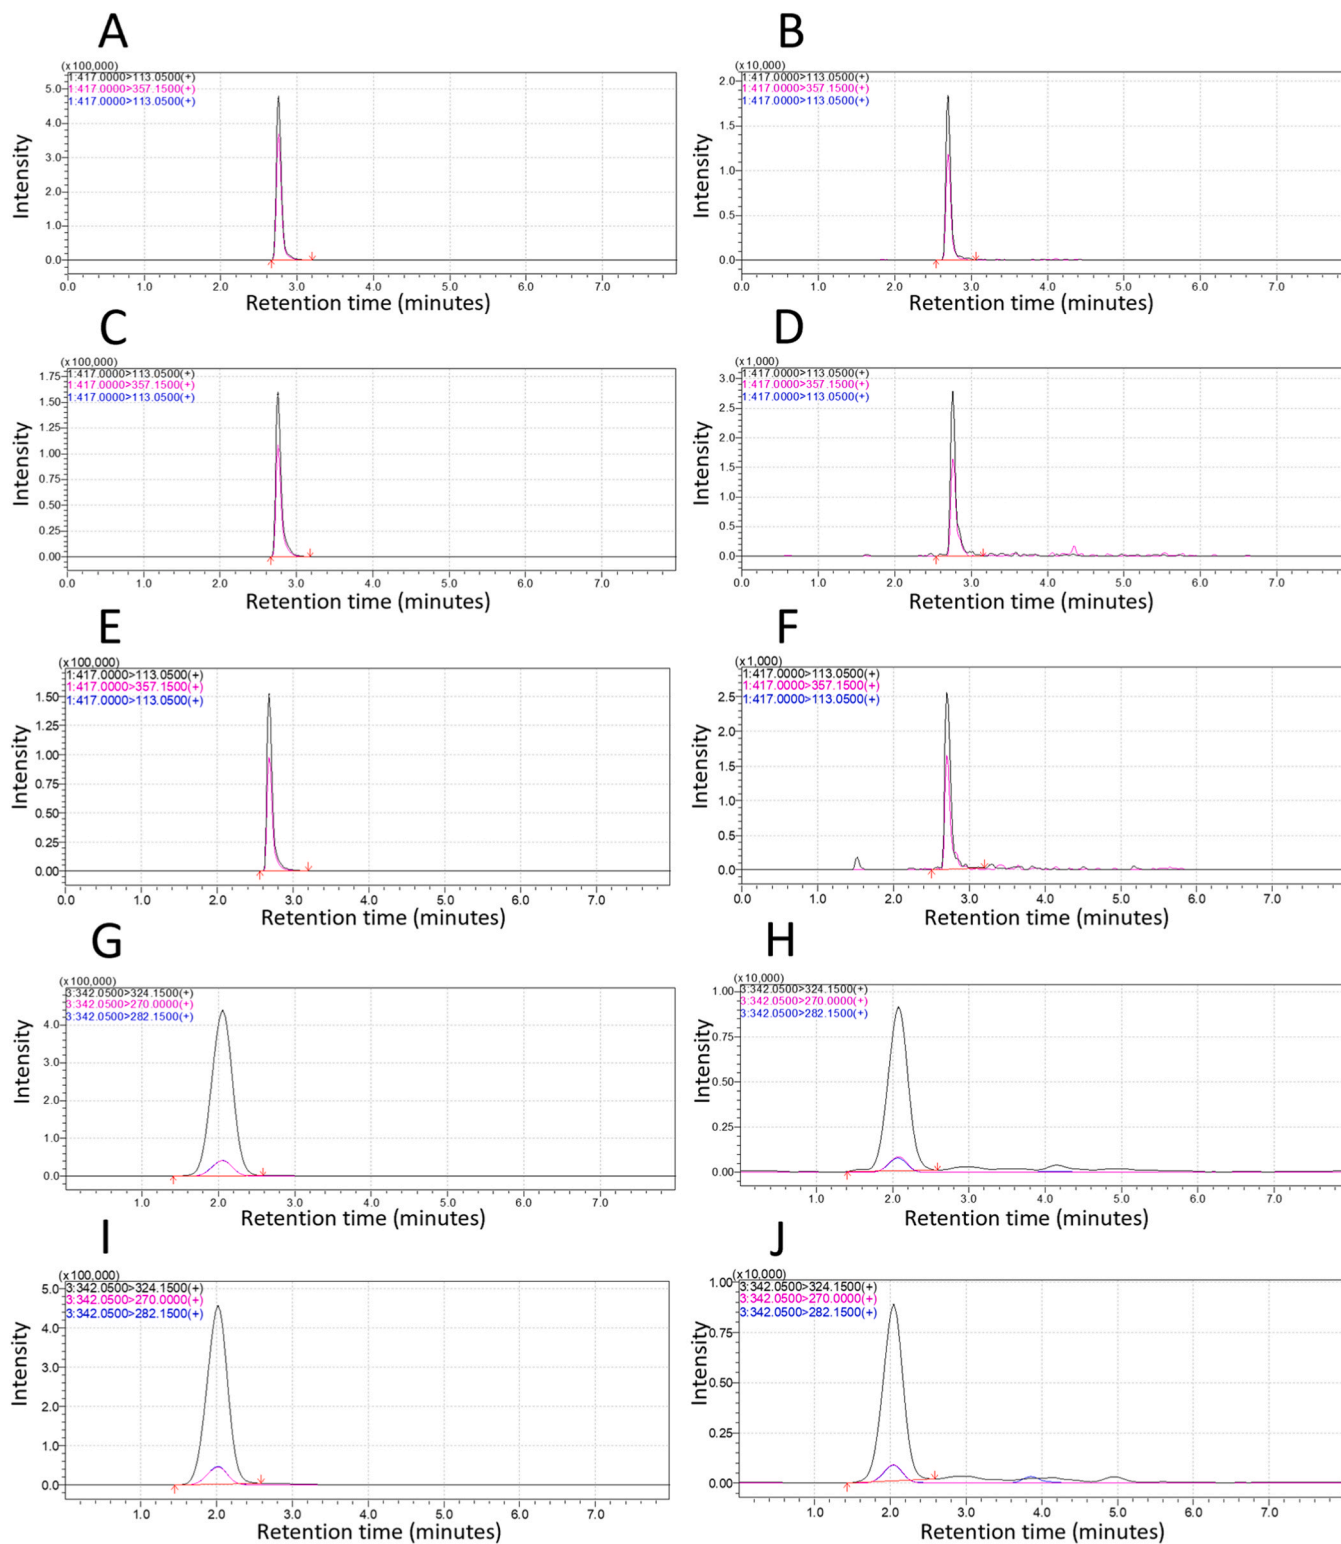 A
(x100,000)
1:417.0000>113.0500(+)
1:417.0000>357.1500(+)
1:417.0000>113.0500(+)
5.0
4.0
3.0
2.0
1.0
0.0
0.0 1.0 2.0 3.0 4.0 5.0 6.0 7.0
Intensity
Retention time (minutes)
B
(x10,000)
1:417.0000>113.0500(+)
1:417.0000>357.1500(+)
1:417.0000>113.0500(+)
2.0
1.5
1.0
0.5
0.0
0.0 1.0 2.0 3.0 4.0 5.0 6.0 7.0
Intensity
Retention time (minutes)
C
(x100,000)
1:417.0000>113.0500(+)
1:417.0000>357.1500(+)
1:417.0000>113.0500(+)
1.75
1.50
1.25
1.00
0.75
0.50
0.25
0.00
0.0 1.0 2.0 3.0 4.0 5.0 6.0 7.0
Intensity
Retention time (minutes)
D
(x1,000)
1:417.0000>113.0500(+)
1:417.0000>357.1500(+)
1:417.0000>113.0500(+)
3.0
2.5
2.0
1.5
1.0
0.5
0.0
0.0 1.0 2.0 3.0 4.0 5.0 6.0 7.0
Intensity
Retention time (minutes)
E
(x100,000)
1:417.0000>113.0500(+)
1:417.0000>357.1500(+)
1:417.0000>113.0500(+)
1.50
1.25
1.00
0.75
0.50
0.25
0.00
0.0 1.0 2.0 3.0 4.0 5.0 6.0 7.0
Intensity
Retention time (minutes)
F
(x1,000)
1:417.0000>113.0500(+)
1:417.0000>357.1500(+)
1:417.0000>113.0500(+)
2.5
2.0
1.5
1.0
0.5
0.0
0.0 1.0 2.0 3.0 4.0 5.0 6.0 7.0
Intensity
Retention time (minutes)
G
(x100,000)
3:342.0500>324.1500(+)
3:342.0500>270.0000(+)
3:342.0500>282.1500(+)
4.0
3.0
2.0
1.0
0.0
1.0 2.0 3.0 4.0 5.0 6.0 7.0
Intensity
Retention time (minutes)
H
(x10,000)
3:342.0500>324.1500(+)
3:342.0500>270.0000(+)
3:342.0500>282.1500(+)
1.00
0.75
0.50
0.25
0.00
1.0 2.0 3.0 4.0 5.0 6.0 7.0
Intensity
Retention time (minutes)
I
(x100,000)
3:342.0500>324.1500(+)
3:342.0500>270.0000(+)
3:342.0500>282.1500(+)
5.0
4.0
3.0
2.0
1.0
0.0
1.0 2.0 3.0 4.0 5.0 6.0 7.0
Intensity
Retention time (minutes)
J
(x10,000)
3:342.0500>324.1500(+)
3:342.0500>270.0000(+)
3:342.0500>282.1500(+)
1.00
0.75
0.50
0.25
0.00
1.0 2.0 3.0 4.0 5.0 6.0 7.0
Intensity
Retention time (minutes)